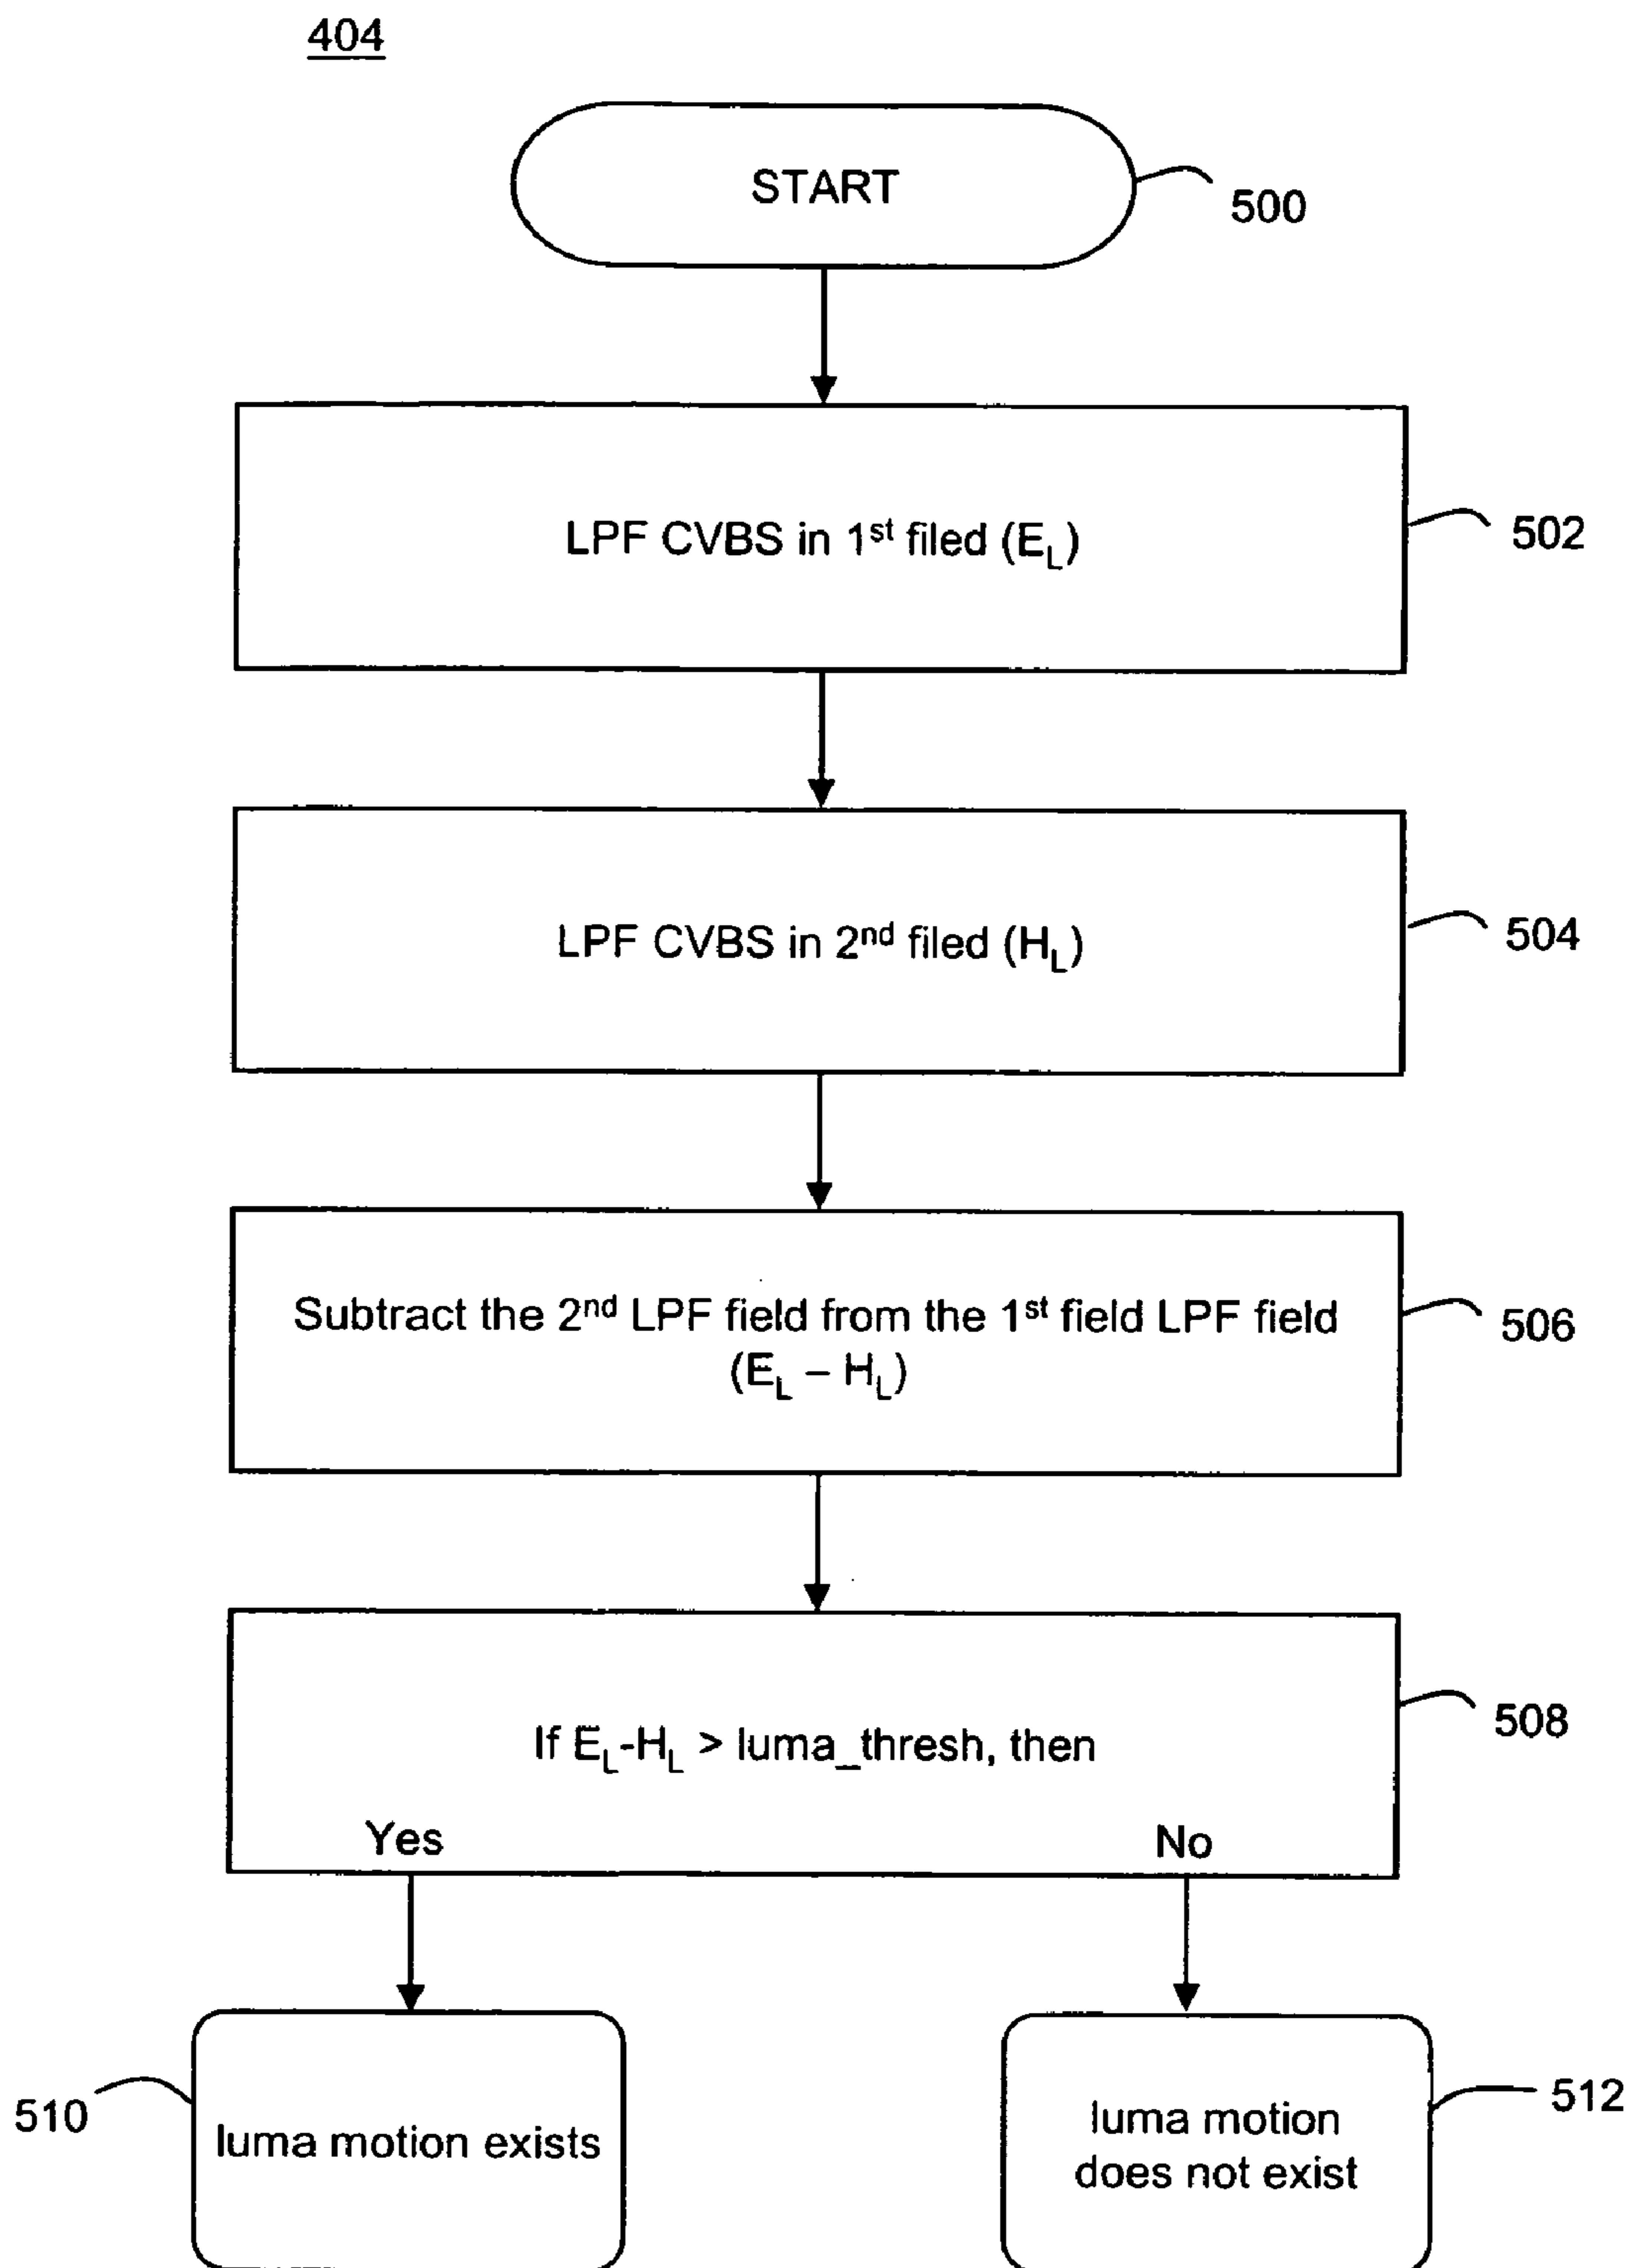 404
START
500
LPF CVBS in 1st filed (EL)
502
LPF CVBS in 2nd filed (HL)
504
Subtract the 2nd LPF field from the 1st field LPF field
(EL – HL)
506
If EL-HL > luma_thresh, then
508
Yes
No
510
luma motion exists
luma motion
does not exist
512